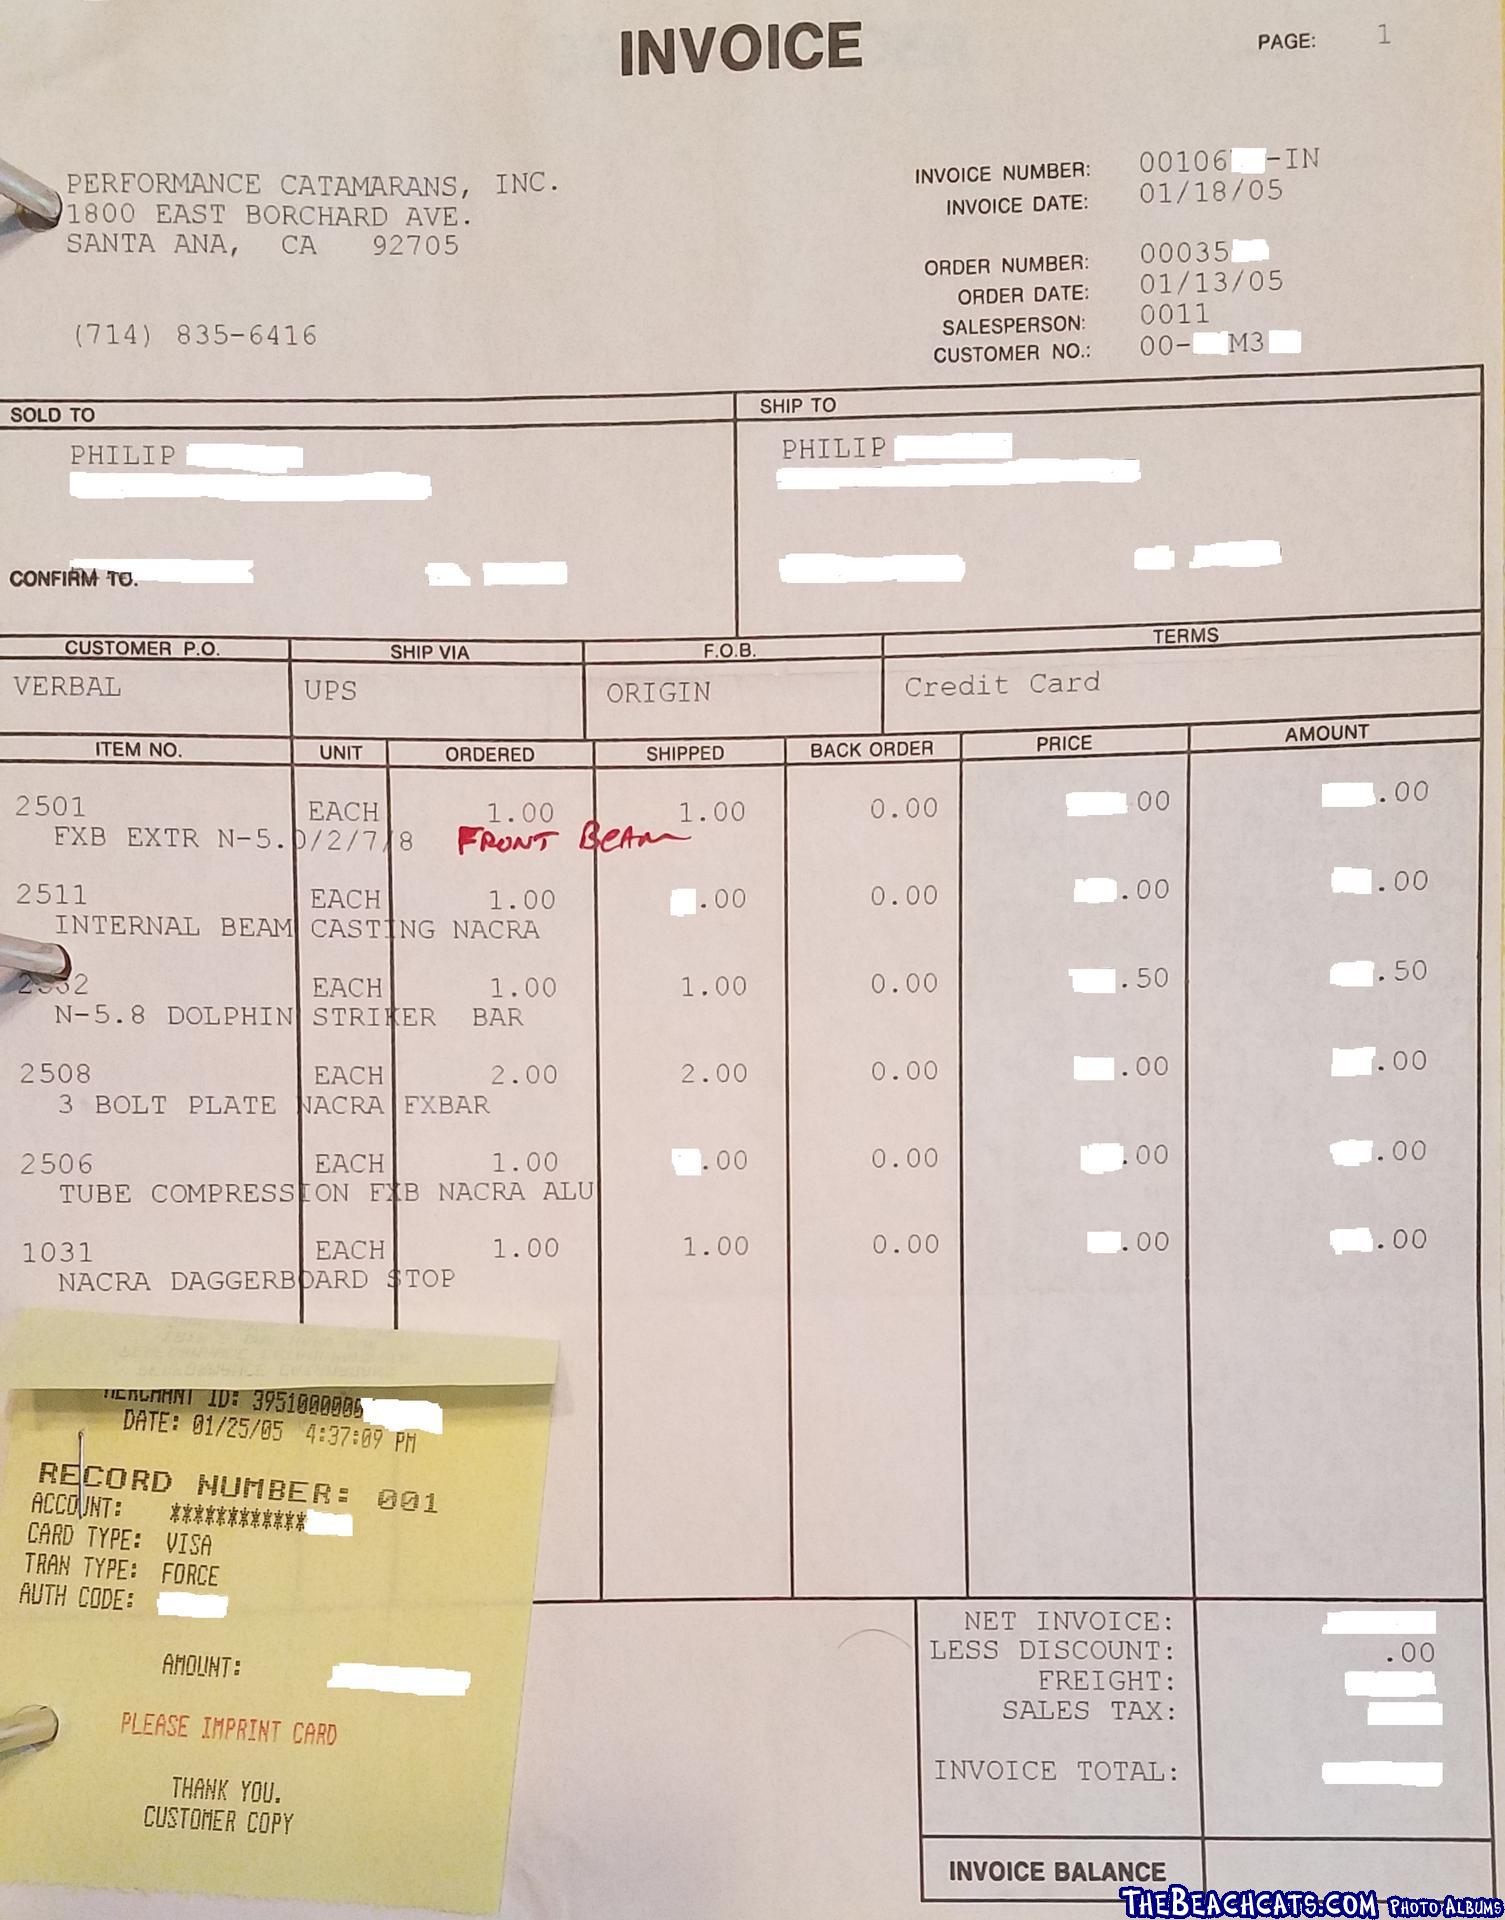 INVOICE
PAGE: 1
PERFORMANCE CATAMARANS, INC.
1800 EAST BORCHARD AVE.
SANTA ANA, CA 92705
(714) 835-6416
INVOICE NUMBER: 00106 -IN
INVOICE DATE: 01/18/05
ORDER NUMBER: 00035
ORDER DATE: 01/13/05
SALESPERSON: 0011
CUSTOMER NO.: 00- M3
SOLD TO
SHIP TO
PHILIP
PHILIP
CONFIRM TO.
CUSTOMER P.O. SHIP VIA F.O.B. TERMS
VERBAL UPS ORIGIN Credit Card
ITEM NO. UNIT ORDERED SHIPPED BACK ORDER PRICE AMOUNT
2501 EACH 1.00 1.00 0.00 00 .00
FXB EXTR N-5.0/2/7/8 FRONT BEAM
2511 EACH 1.00 .00 0.00 .00 .00
INTERNAL BEAM CASTING NACRA
EACH 1.00 1.00 0.00 .50 .50
N-5.8 DOLPHIN STRIKER BAR
2508 EACH 2.00 2.00 0.00 .00 .00
3 BOLT PLATE NACRA FXBAR
2506 EACH 1.00 .00 0.00 .00 .00
TUBE COMPRESSION FXB NACRA ALU
1031 EACH 1.00 1.00 0.00 .00 .00
NACRA DAGGERBOARD STOP
MERCHANT ID: 3951000000
DATE: 01/25/05 4:37:09 PM
RECORD NUMBER: 001
ACCOUNT: ************
CARD TYPE: VISA
TRAN TYPE: FORCE
AUTH CODE:
AMOUNT:
PLEASE IMPRINT CARD
THANK YOU.
CUSTOMER COPY
NET INVOICE:
LESS DISCOUNT: .00
FREIGHT:
SALES TAX:
INVOICE TOTAL:
INVOICE BALANCE
THEBEACHCATS.COM PHOTO ALBUMS